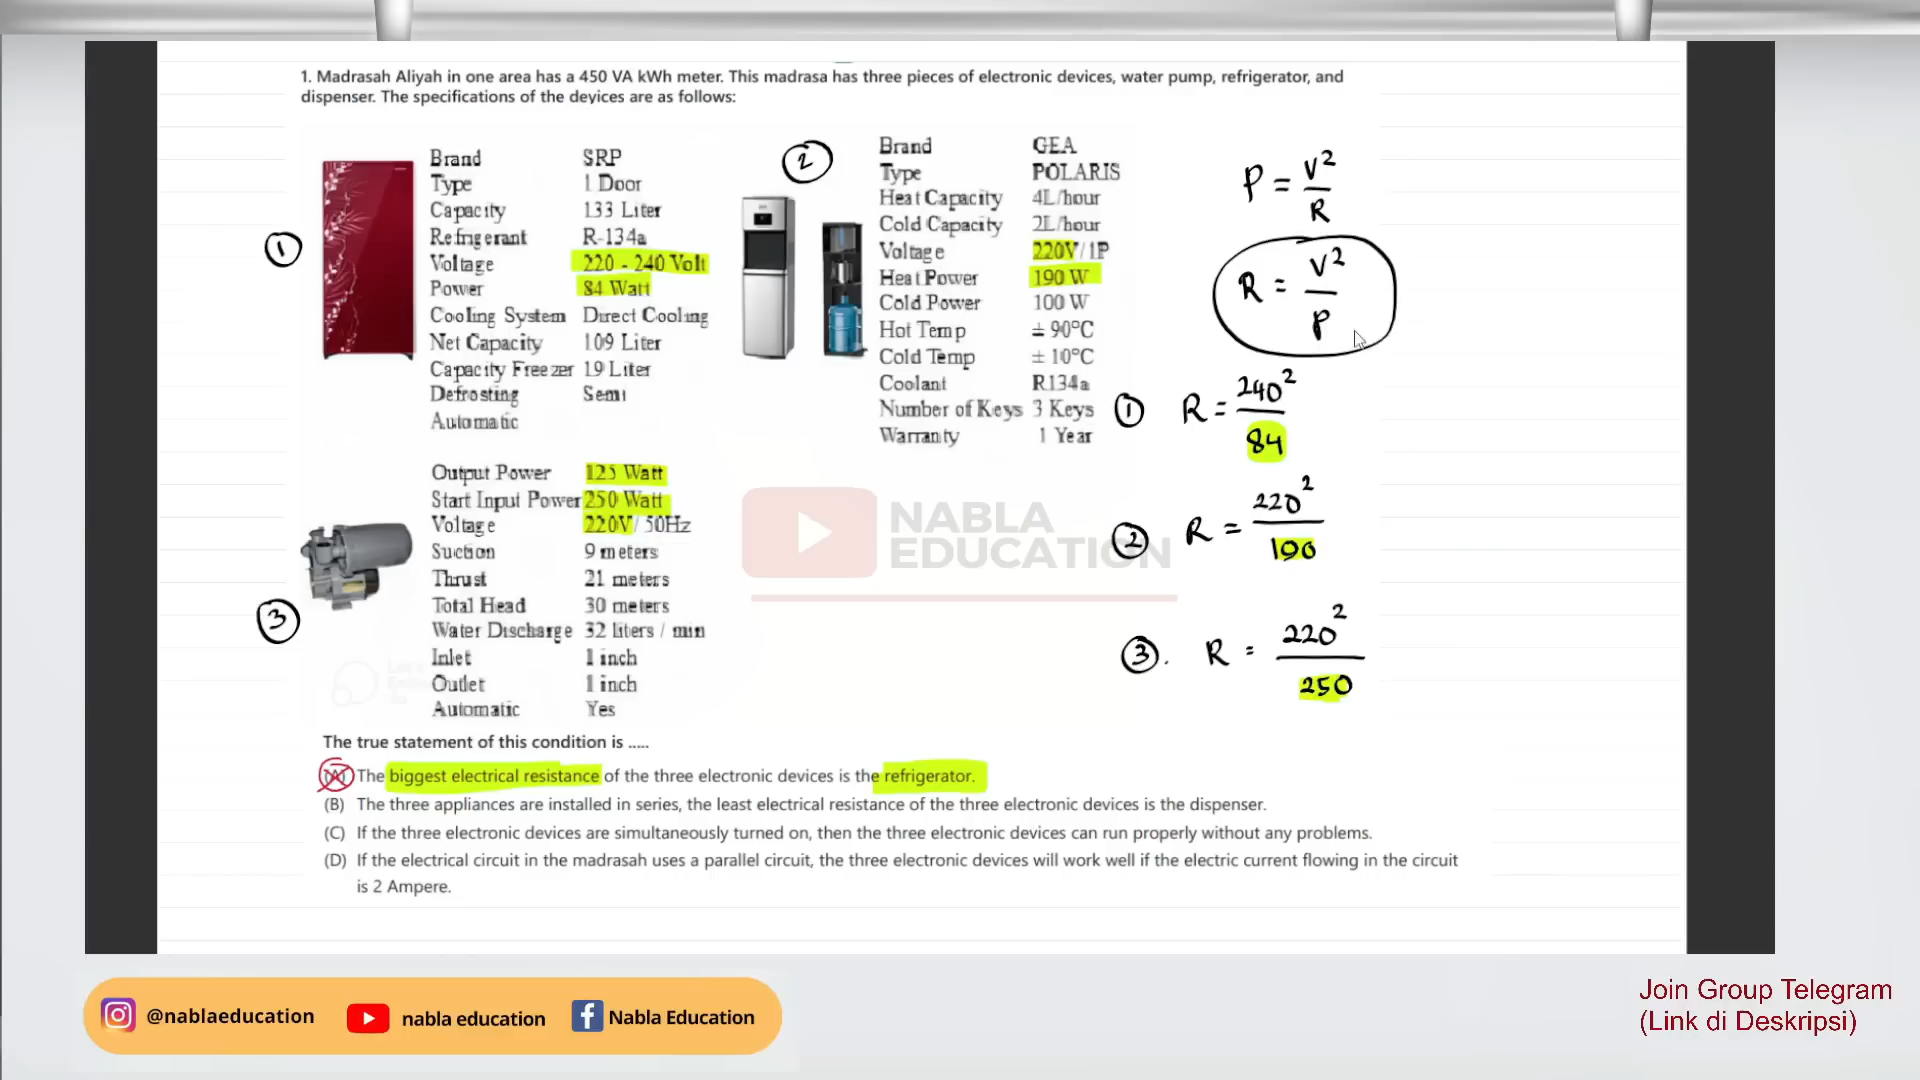 1. Madrasah Aliyah in one area has a 450 VA kWh meter. This madrasa has three pieces of electronic devices, water pump, refrigerator, and
dispenser. The specifications of the devices are as follows:
1
Brand SRP
Type 1 Door
Capacity 133 Liter
Refrigerant R-134a
Voltage 220 - 240 Volt
Power 84 Watt
Cooling System Direct Cooling
Net Capacity 109 Liter
Capacity Freezer 19 Liter
Defrosting Semi
Automatic
2
Brand GEA
Type POLARIS
Heat Capacity 4L/hour
Cold Capacity 2L/hour
Voltage 220V/1P
Heat Power 190 W
Cold Power 100 W
Hot Temp ± 90°C
Cold Temp ± 10°C
Coolant R134a
Number of Keys 3 Keys
Warranty 1 Year
3
Output Power 125 Watt
Start Input Power 250 Watt
Voltage 220V/ 50Hz
Suction 9 meters
Thrust 21 meters
Total Head 30 meters
Water Discharge 32 liters / min
Inlet 1 inch
Outlet 1 inch
Automatic Yes
P = V²/R
R = V²/P
1 R = 240²/84
2 R = 220²/190
3. R = 220²/250
NABLA
EDUCATION
The true statement of this condition is .....
(A) The biggest electrical resistance of the three electronic devices is the refrigerator.
(B) The three appliances are installed in series, the least electrical resistance of the three electronic devices is the dispenser.
(C) If the three electronic devices are simultaneously turned on, then the three electronic devices can run properly without any problems.
(D) If the electrical circuit in the madrasah uses a parallel circuit, the three electronic devices will work well if the electric current flowing in the circuit
is 2 Ampere.
@nablaeducation nabla education Nabla Education
Join Group Telegram
(Link di Deskripsi)